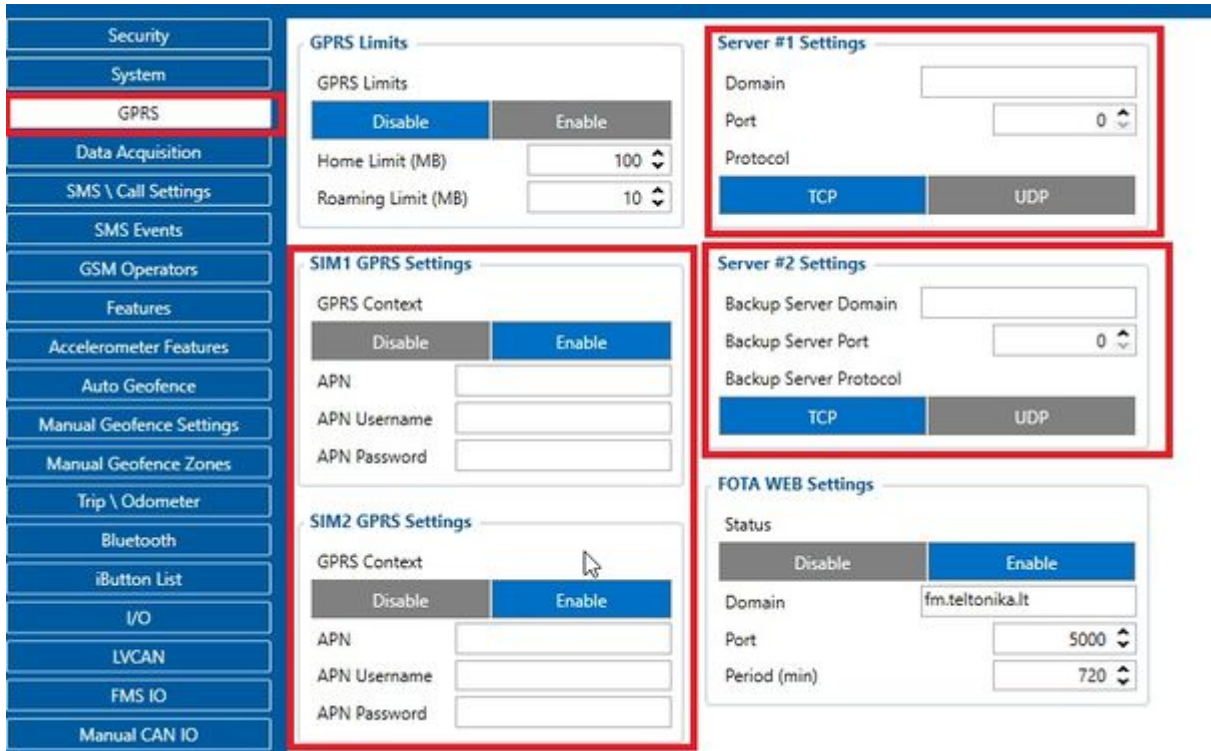 Security
System
GPRS
Data Acquisition
SMS \ Call Settings
SMS Events
GSM Operators
Features
Accelerometer Features
Auto Geofence
Manual Geofence Settings
Manual Geofence Zones
Trip \ Odometer
Bluetooth
iButton List
I/O
LVCAN
FMS IO
Manual CAN IO
GPRS Limits
GPRS Limits
Disable Enable
Home Limit (MB) 100
Roaming Limit (MB) 10
SIM1 GPRS Settings
GPRS Context
Disable Enable
APN
APN Username
APN Password
SIM2 GPRS Settings
GPRS Context
Disable Enable
APN
APN Username
APN Password
Server #1 Settings
Domain
Port 0
Protocol
TCP UDP
Server #2 Settings
Backup Server Domain
Backup Server Port 0
Backup Server Protocol
TCP UDP
FOTA WEB Settings
Status
Disable Enable
Domain fm.teltonika.lt
Port 5000
Period (min) 720